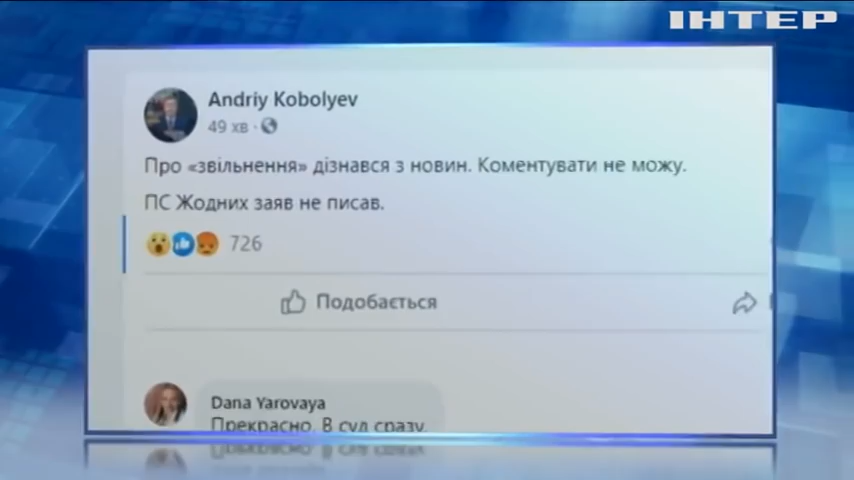 ІНТЕР
Andriy Kobolyev
49 хв ·
Про «звільнення» дізнався з новин. Коментувати не можу.
ПС Жодних заяв не писав.
726
Подобається
Dana Yarovaya
Прекрасно. В суд сразу.